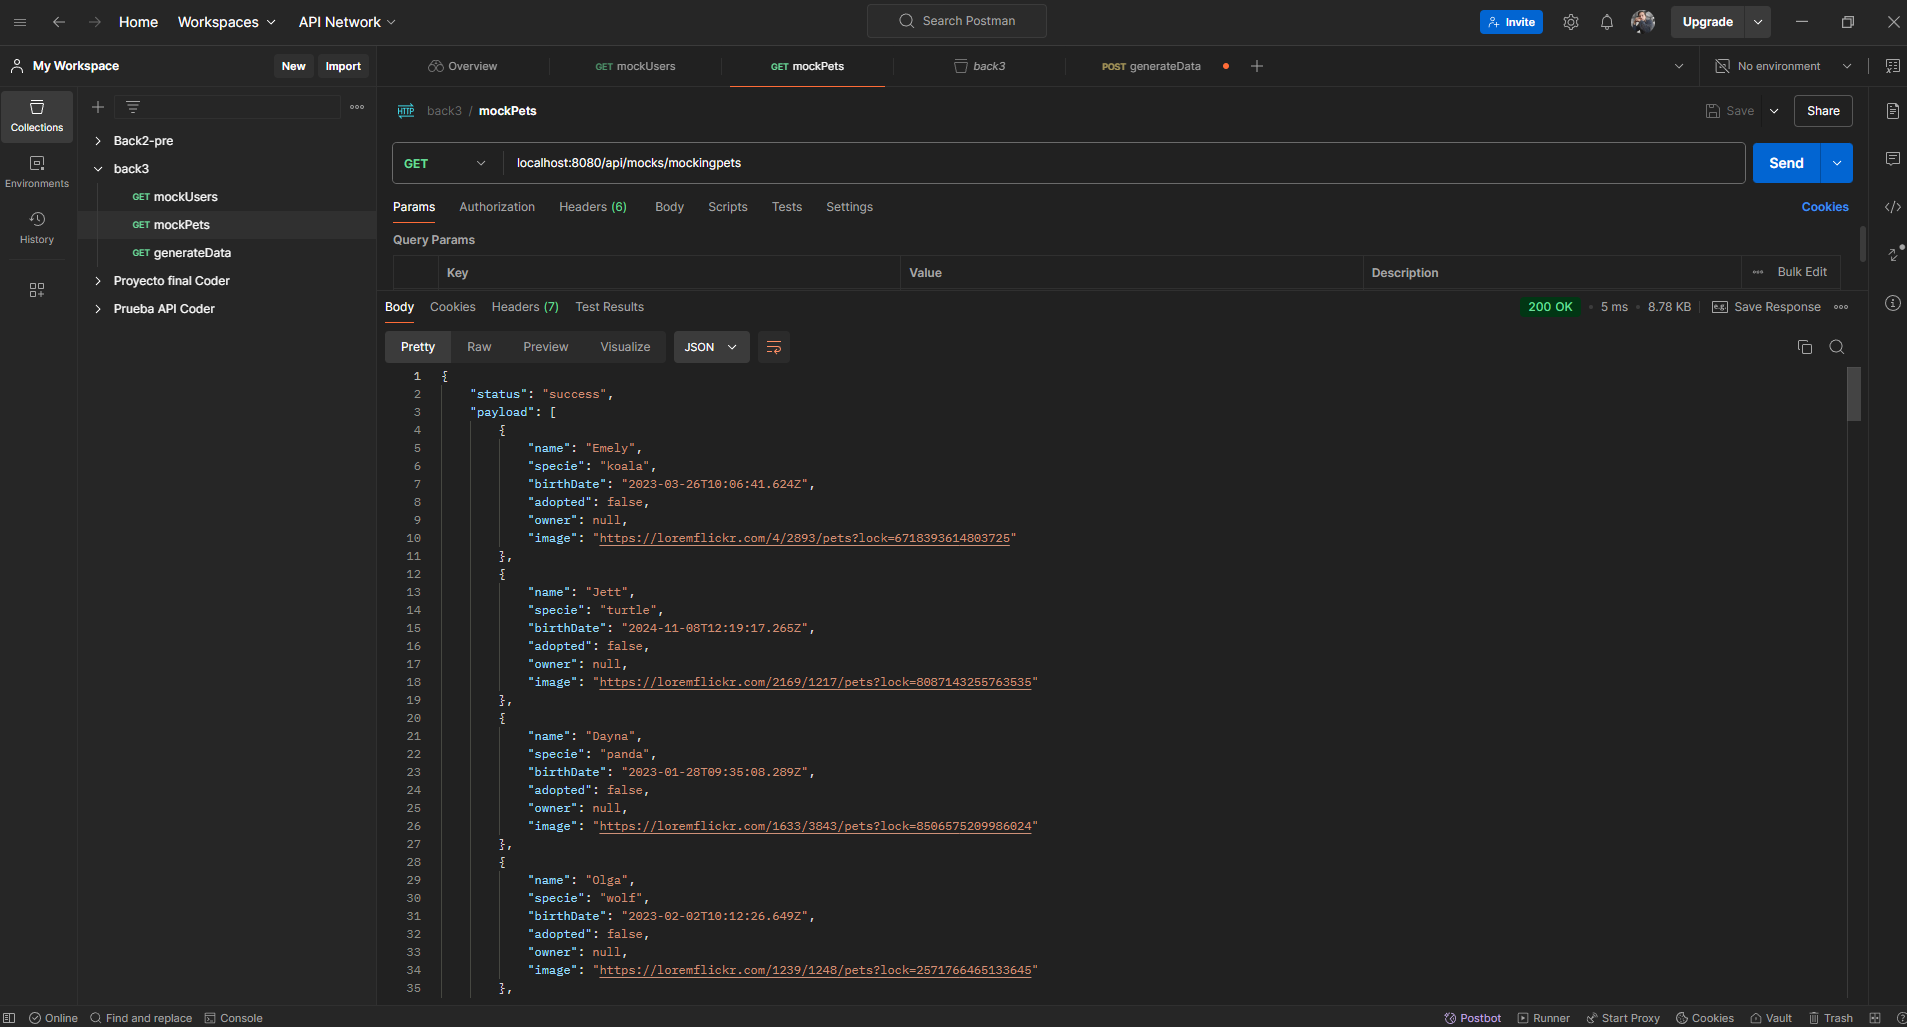 Home Workspaces API Network Search Postman Invite Upgrade
My Workspace New Import Overview GET mockUsers GET mockPets back3 POST generateData No environment
Collections
Environments
History
Back2-pre
back3
GET mockUsers
GET mockPets
GET generateData
Proyecto final Coder
Prueba API Coder
HTTP back3 / mockPets Save Share
GET localhost:8080/api/mocks/mockingpets Send
Params Authorization Headers (6) Body Scripts Tests Settings Cookies
Query Params
Key Value Description Bulk Edit
Body Cookies Headers (7) Test Results 200 OK 5 ms 8.78 KB e.g. Save Response
Pretty Raw Preview Visualize JSON
1 {
2 "status": "success",
3 "payload": [
4 {
5 "name": "Emely",
6 "specie": "koala",
7 "birthDate": "2023-03-26T10:06:41.624Z",
8 "adopted": false,
9 "owner": null,
10 "image": "https://loremflickr.com/4/2893/pets?lock=6718393614803725"
11 },
12 {
13 "name": "Jett",
14 "specie": "turtle",
15 "birthDate": "2024-11-08T12:19:17.265Z",
16 "adopted": false,
17 "owner": null,
18 "image": "https://loremflickr.com/2169/1217/pets?lock=8087143255763535"
19 },
20 {
21 "name": "Dayna",
22 "specie": "panda",
23 "birthDate": "2023-01-28T09:35:08.289Z",
24 "adopted": false,
25 "owner": null,
26 "image": "https://loremflickr.com/1633/3843/pets?lock=8506575209986024"
27 },
28 {
29 "name": "Olga",
30 "specie": "wolf",
31 "birthDate": "2023-02-02T10:12:26.649Z",
32 "adopted": false,
33 "owner": null,
34 "image": "https://loremflickr.com/1239/1248/pets?lock=2571766465133645"
35 },
Online Find and replace Console Postbot Runner Start Proxy Cookies Vault Trash